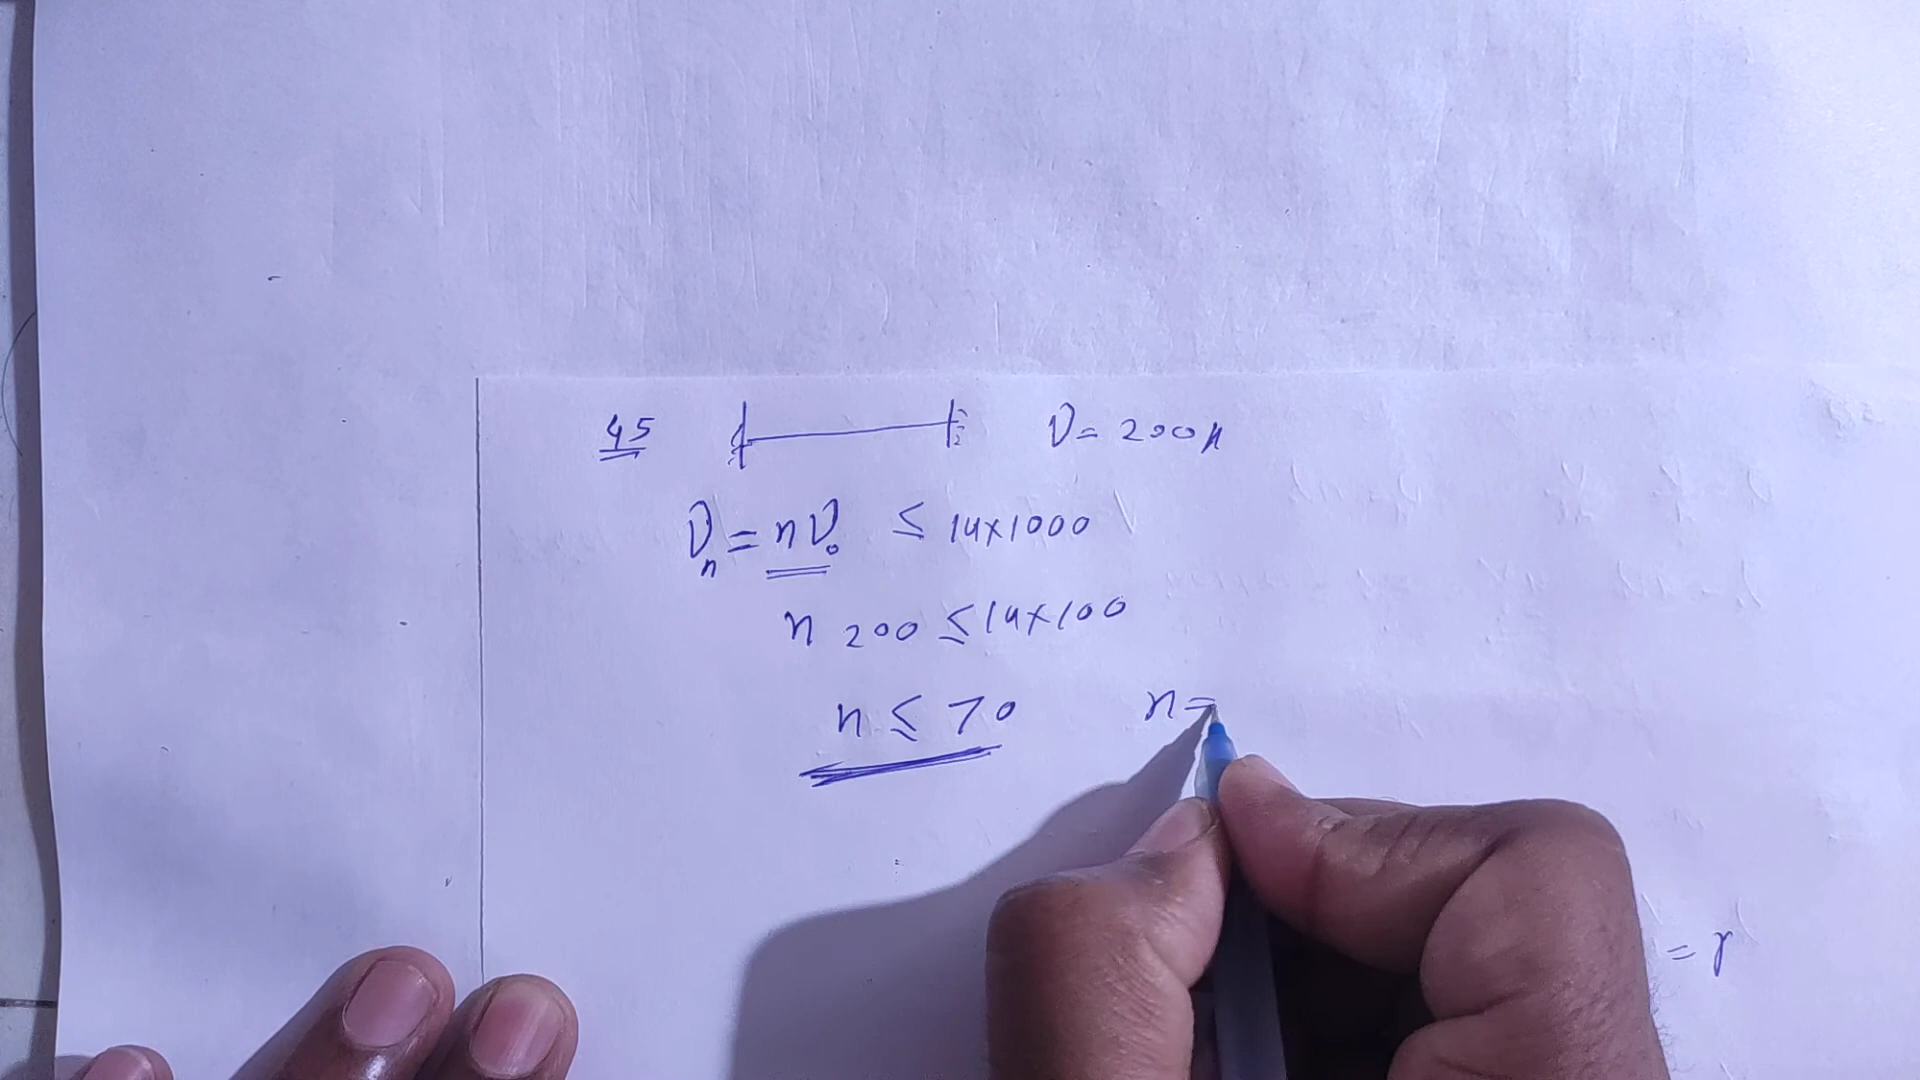 45 ν = 200 H
νn = nν₀ ≤ 14×1000
n 200 ≤ 14×100
n ≤ 70 n =
= r